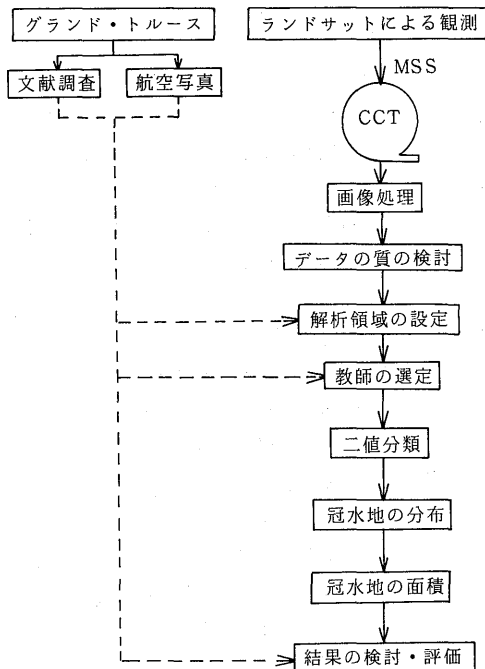 グランド・トルース
文献調査
航空写真
ランドサットによる観測
MSS
CCT
画像処理
データの質の検討
解析領域の設定
教師の選定
二値分類
冠水地の分布
冠水地の面積
結果の検討・評価